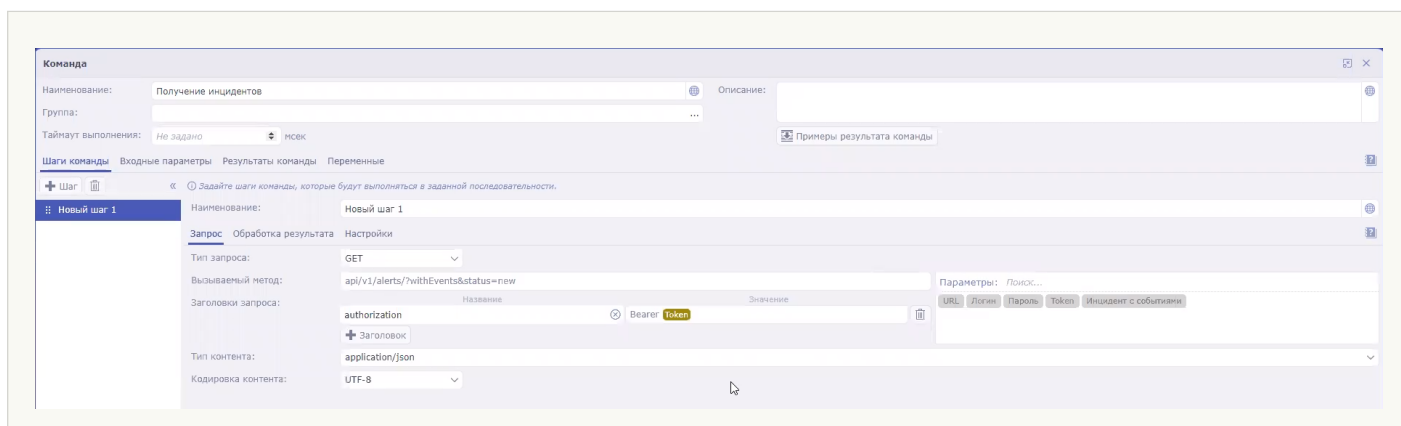 Команда
Наименование: Получение инцидентов Описание:
Группа: ...
Таймаут выполнения: Не задано мсек Примеры результата команды
Шаги команды Входные параметры Результаты команды Переменные
Шаг « Задайте шаги команды, которые будут выполняться в заданной последовательности.
Новый шаг 1 Наименование: Новый шаг 1
Запрос Обработка результата Настройки
Тип запроса: GET
Вызываемый метод: api/v1/alerts/?withEvents&status=new Параметры: Поиск...
Заголовки запроса: Название Значение URL Логин Пароль Token Инцидент с событиями
authorization Bearer Token
Заголовок
Тип контента: application/json
Кодировка контента: UTF-8